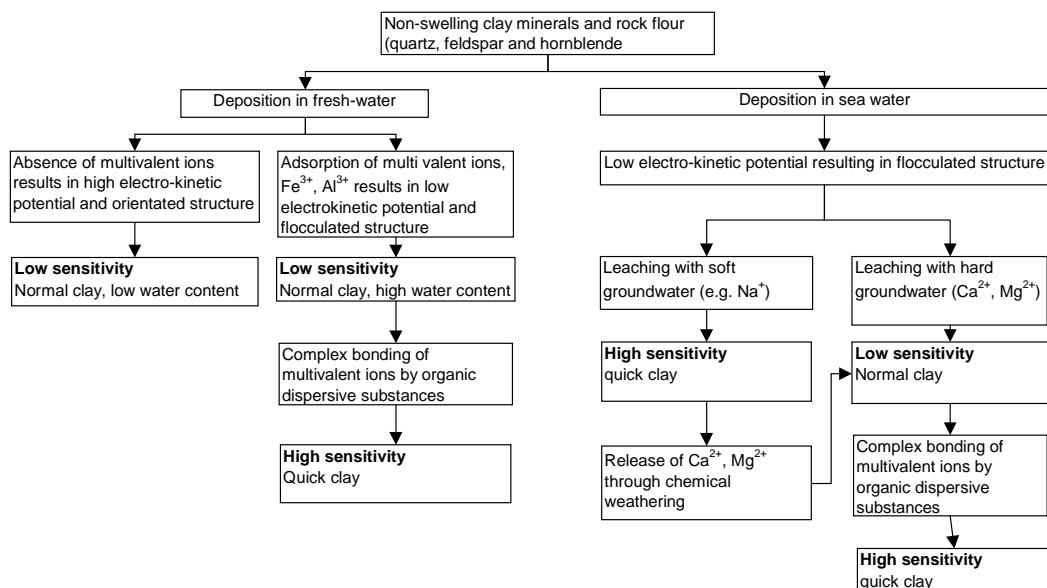 Non-swelling clay minerals and rock flour
(quartz, feldspar and hornblende
Deposition in fresh-water
Deposition in sea water
Absence of multivalent ions
results in high electro-kinetic
potential and orientated structure
Adsorption of multi valent ions,
Fe³⁺, Al³⁺ results in low
electrokinetic potential and
flocculated structure
Low electro-kinetic potential resulting in flocculated structure
Low sensitivity
Normal clay, low water content
Low sensitivity
Normal clay, high water content
Leaching with soft
groundwater (e.g. Na⁺)
Leaching with hard
groundwater (Ca²⁺, Mg²⁺)
Complex bonding of
multivalent ions by organic
dispersive substances
High sensitivity
quick clay
Low sensitivity
Normal clay
High sensitivity
Quick clay
Release of Ca²⁺, Mg²⁺
through chemical
weathering
Complex bonding of
multivalent ions by
organic dispersive
substances
High sensitivity
quick clay